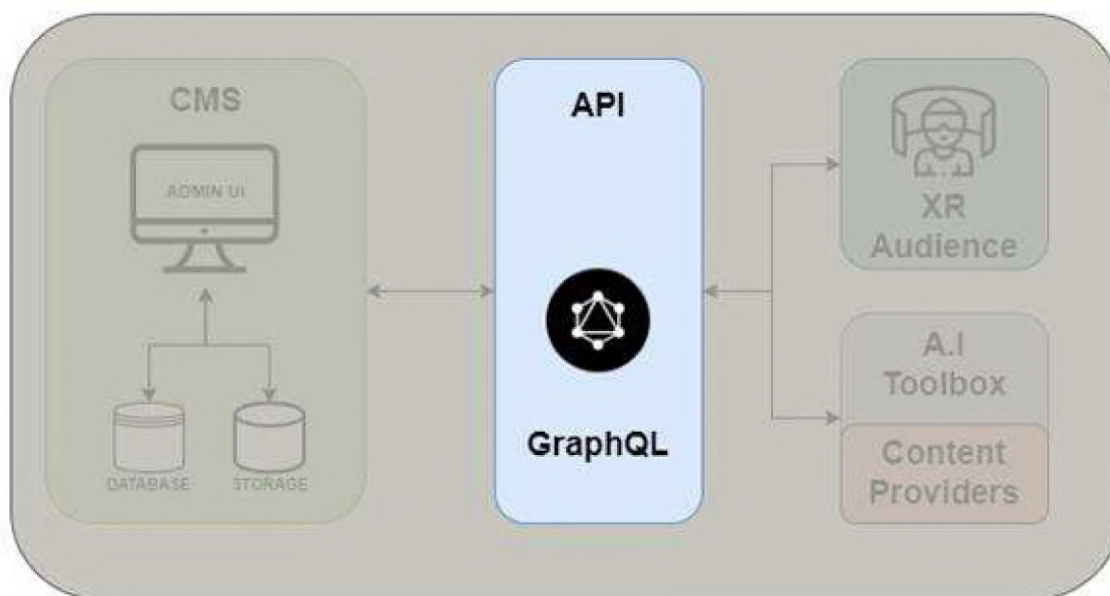 CMS
ADMIN UI
DATABASE
STORAGE
API
GraphQL
XR
Audience
A.I
Toolbox
Content
Providers